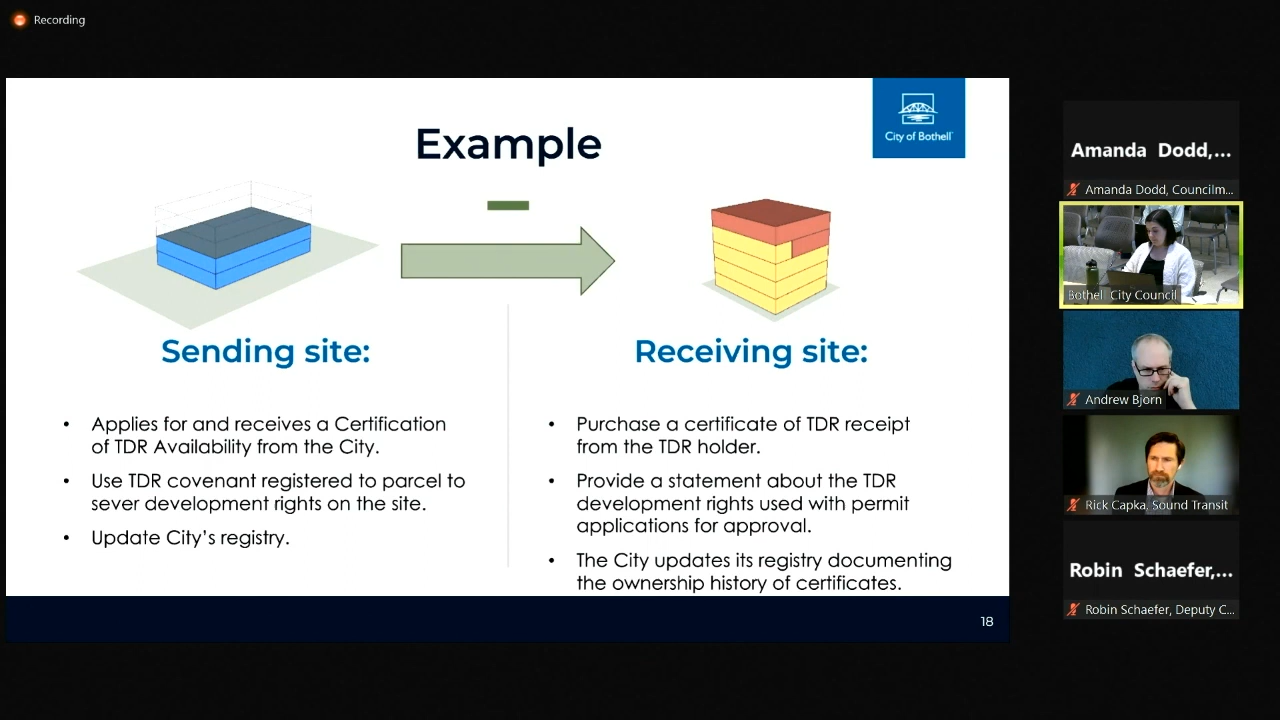 Recording
Example
City of Bothell
Sending site:
Applies for and receives a Certification
of TDR Availability from the City.
Use TDR covenant registered to parcel to
sever development rights on the site.
Update City's registry.
Receiving site:
Purchase a certificate of TDR receipt
from the TDR holder.
Provide a statement about the TDR
development rights used with permit
applications for approval.
The City updates its registry documenting
the ownership history of certificates.
18
Amanda Dodd,...
Amanda Dodd, Councilm...
Bothell City Council
Andrew Bjorn
Rick Capka, Sound Transit
Robin Schaefer,...
Robin Schaefer, Deputy C...